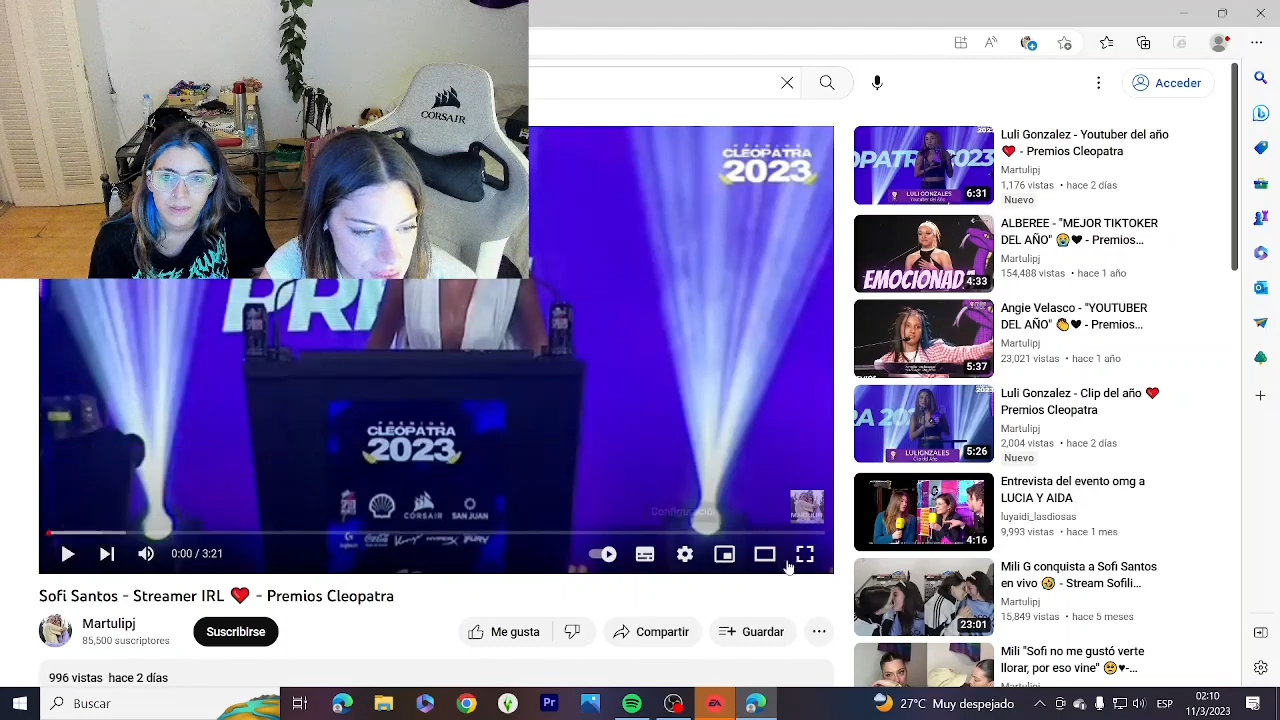 CORSAIR
Acceder
PREMIOS
CLEOPATRA
2023
PRE
CLEOPATRA
2023
CORSAIR
SAN JUAN
0:00 / 3:21
Sofi Santos - Streamer IRL ❤️ - Premios Cleopatra
Martulipj
85,500 suscriptores
Suscribirse
Me gusta
Compartir
Guardar
996 vistas hace 2 días
Luli Gonzalez - Youtuber del año
❤️ - Premios Cleopatra
Martulipj
1,176 vistas • hace 2 días
Nuevo
LULI GONZALES
6:31
ALBEREE - "MEJOR TIKTOKER
DEL AÑO" 😭🖤 - Premios...
Martulipj
154,488 vistas • hace 1 año
EMOCIONADA
4:33
Angie Velasco - "YOUTUBER
DEL AÑO" 👏🖤 - Premios...
Martulipj
23,021 vistas • hace 1 año
5:37
Luli Gonzalez - Clip del año ❤️
Premios Cleopatra
Martulipj
2,004 vistas • hace 2 días
Nuevo
5:26
Entrevista del evento omg a
LUCIA Y AIDA
luyaidi_lasdiosas
9,993 vistas • hace 1 mes
4:16
Mili G conquista a Sofi Santos
en vivo 🤣 - Stream Sofili...
Martulipj
15,849 vistas • hace 5 meses
23:01
Mili "Sofi no me gustó verte
llorar, por eso vine" 🥺♥-...
Buscar
27°C Muy despejado
ESP
02:10
11/3/2023